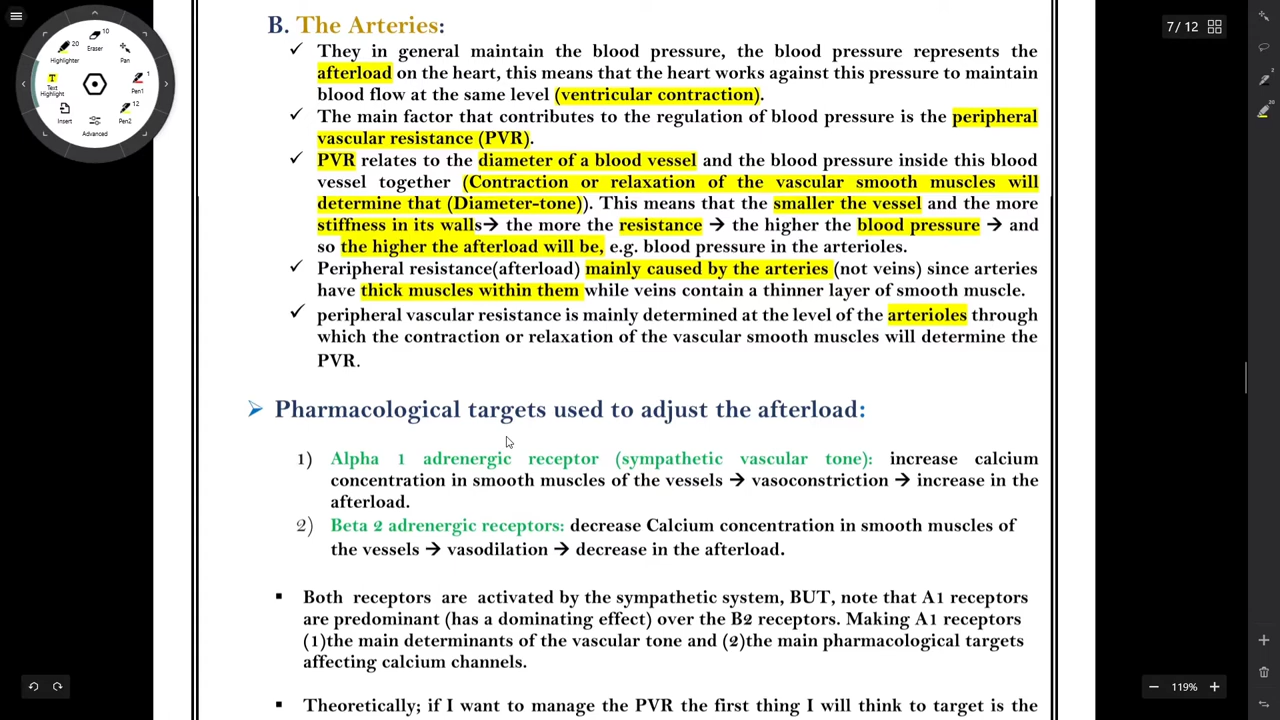 7/12
20
10
Highlighter
Eraser
Pan
Text
Highlight
1
Pen1
12
Insert
Pen2
Advanced
B. The Arteries:
✓ They in general maintain the blood pressure, the blood pressure represents the
afterload on the heart, this means that the heart works against this pressure to maintain
blood flow at the same level (ventricular contraction).
✓ The main factor that contributes to the regulation of blood pressure is the peripheral
vascular resistance (PVR).
✓ PVR relates to the diameter of a blood vessel and the blood pressure inside this blood
vessel together (Contraction or relaxation of the vascular smooth muscles will
determine that (Diameter-tone)). This means that the smaller the vessel and the more
stiffness in its walls→ the more the resistance → the higher the blood pressure → and
so the higher the afterload will be, e.g. blood pressure in the arterioles.
✓ Peripheral resistance(afterload) mainly caused by the arteries (not veins) since arteries
have thick muscles within them while veins contain a thinner layer of smooth muscle.
✓ peripheral vascular resistance is mainly determined at the level of the arterioles through
which the contraction or relaxation of the vascular smooth muscles will determine the
PVR.
➢ Pharmacological targets used to adjust the afterload:
1) Alpha 1 adrenergic receptor (sympathetic vascular tone): increase calcium
concentration in smooth muscles of the vessels → vasoconstriction → increase in the
afterload.
2) Beta 2 adrenergic receptors: decrease Calcium concentration in smooth muscles of
the vessels → vasodilation → decrease in the afterload.
▪ Both receptors are activated by the sympathetic system, BUT, note that A1 receptors
are predominant (has a dominating effect) over the B2 receptors. Making A1 receptors
(1)the main determinants of the vascular tone and (2)the main pharmacological targets
affecting calcium channels.
▪ Theoretically; if I want to manage the PVR the first thing I will think to target is the
119%